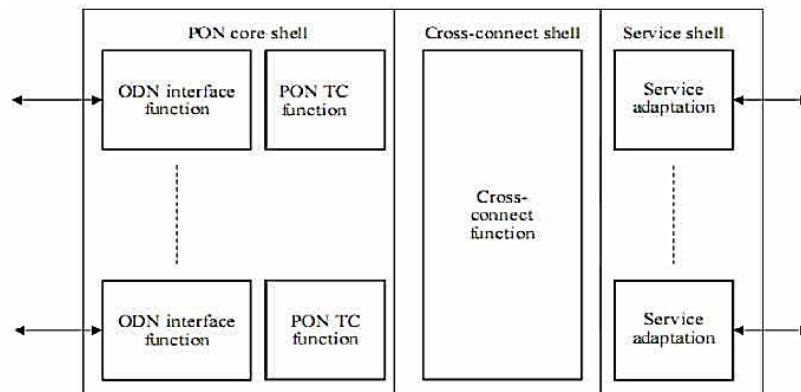 PON core shell
Cross-connect shell
Service shell
ODN interface
function
PON TC
function
Service
adaptation
Cross-
connect
function
ODN interface
function
PON TC
function
Service
adaptation